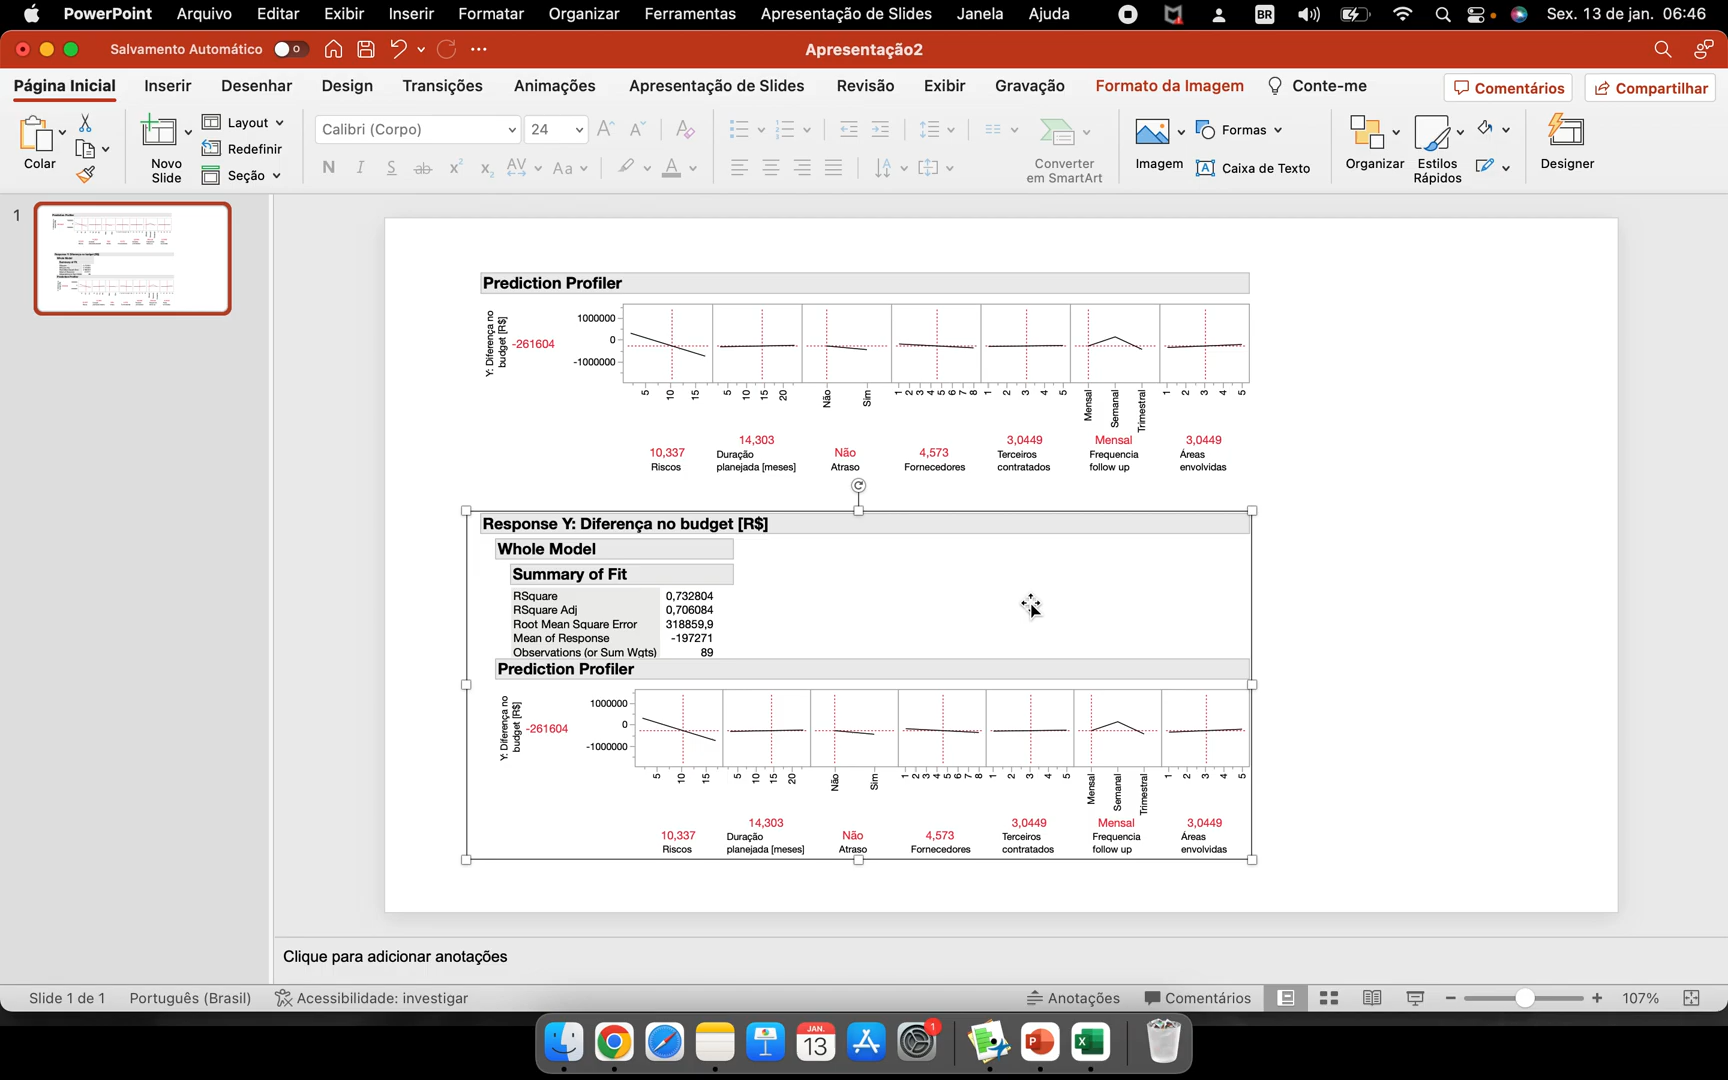 PowerPoint Arquivo Editar Exibir Inserir Formatar Organizar Ferramentas Apresentação de Slides Janela Ajuda BR Sex. 13 de jan. 06:46
Salvamento Automático 0 Apresentação2
Página Inicial Inserir Desenhar Design Transições Animações Apresentação de Slides Revisão Exibir Gravação Formato da Imagem Conte-me Comentários Compartilhar
Colar
Novo Slide
Layout
Redefinir
Seção
Calibri (Corpo) 24
N I S ab x² x₂ AV Aa A
Converter em SmartArt
Imagem
Formas
Caixa de Texto
Organizar
Estilos Rápidos
Designer
1
Prediction Profiler
Y: Diferença no
budget [R$]
-261604
1000000
0
-1000000
5 10 15 5 10 15 20 Não Sim 1 2 3 4 5 6 7 8 1 2 3 4 5 Mensal Semanal Trimestral 1 2 3 4 5
10,337
Riscos
14,303
Duração
planejada [meses]
Não
Atraso
4,573
Fornecedores
3,0449
Terceiros
contratados
Mensal
Frequencia
follow up
3,0449
Áreas
envolvidas
Response Y: Diferença no budget [R$]
Whole Model
Summary of Fit
RSquare 0,732804
RSquare Adj 0,706084
Root Mean Square Error 318859,9
Mean of Response -197271
Observations (or Sum Wgts) 89
Prediction Profiler
Y: Diferença no
budget [R$]
-261604
1000000
0
-1000000
5 10 15 5 10 15 20 Não Sim 1 2 3 4 5 6 7 8 1 2 3 4 5 Mensal Semanal Trimestral 1 2 3 4 5
10,337
Riscos
14,303
Duração
planejada [meses]
Não
Atraso
4,573
Fornecedores
3,0449
Terceiros
contratados
Mensal
Frequencia
follow up
3,0449
Áreas
envolvidas
Clique para adicionar anotações
Slide 1 de 1 Português (Brasil) Acessibilidade: investigar Anotações Comentários 107%
JAN.
13
1